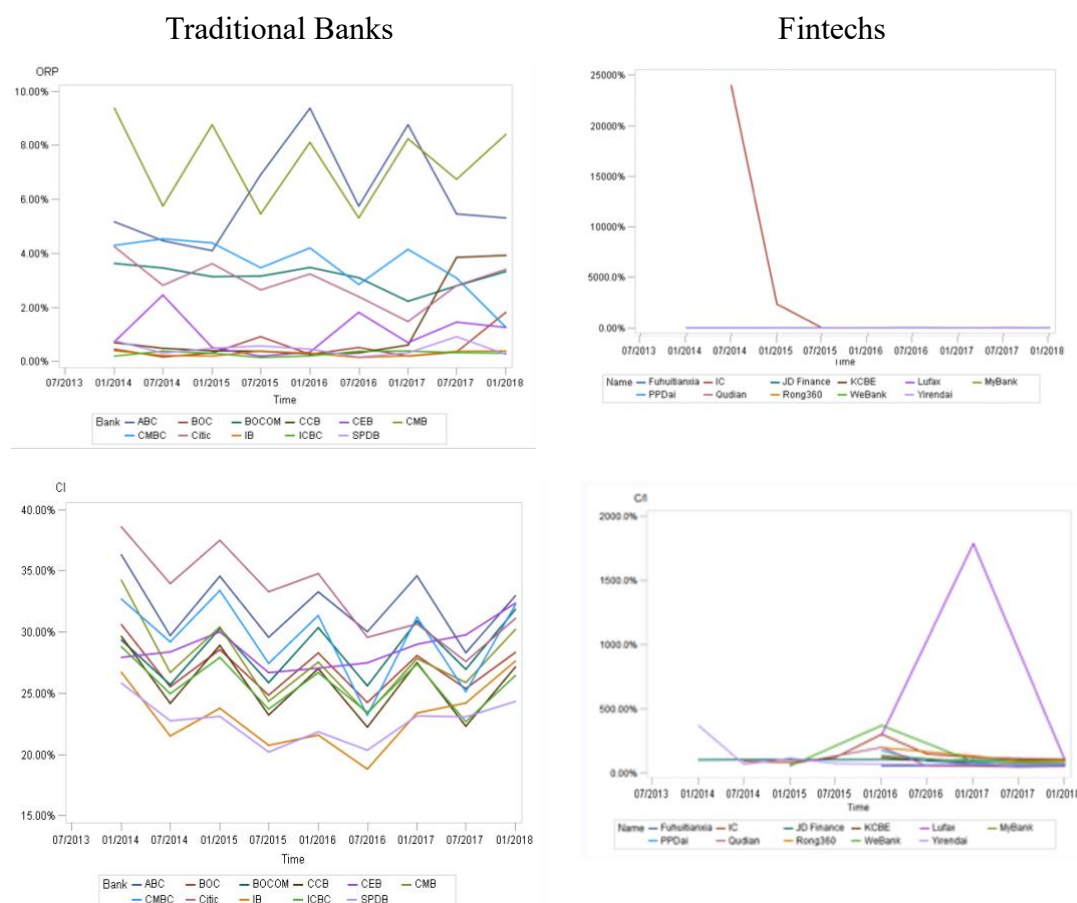 Traditional Banks
Fintechs
ORP
10.00%
8.00%
6.00%
4.00%
2.00%
0.00%
07/2013 01/2014 07/2014 01/2015 07/2015 01/2016 07/2016 01/2017 07/2017 01/2018
Time
Bank ABC BOC BOCOM CCB CEB CMB
CMBC Citic IB ICBC SPDB
25000%
20000%
15000%
10000%
5000.0%
0.00%
07/2013 01/2014 07/2014 01/2015 07/2015 01/2016 07/2016 01/2017 07/2017 01/2018
Time
Name Fuhuitianxia IC JD Finance KCBE Lufax MyBank
PPDai Qudian Rong360 WeBank Yirendai
CI
40.00%
35.00%
30.00%
25.00%
20.00%
15.00%
07/2013 01/2014 07/2014 01/2015 07/2015 01/2016 07/2016 01/2017 07/2017 01/2018
Time
Bank ABC BOC BOCOM CCB CEB CMB
CMBC Citic IB ICBC SPDB
C/I
2000.0%
1500.0%
1000.0%
500.00%
0.00%
07/2013 01/2014 07/2014 01/2015 07/2015 01/2016 07/2016 01/2017 07/2017 01/2018
Time
Name Fuhuitianxia IC JD Finance KCBE Lufax MyBank
PPDai Qudian Rong360 WeBank Yirendai